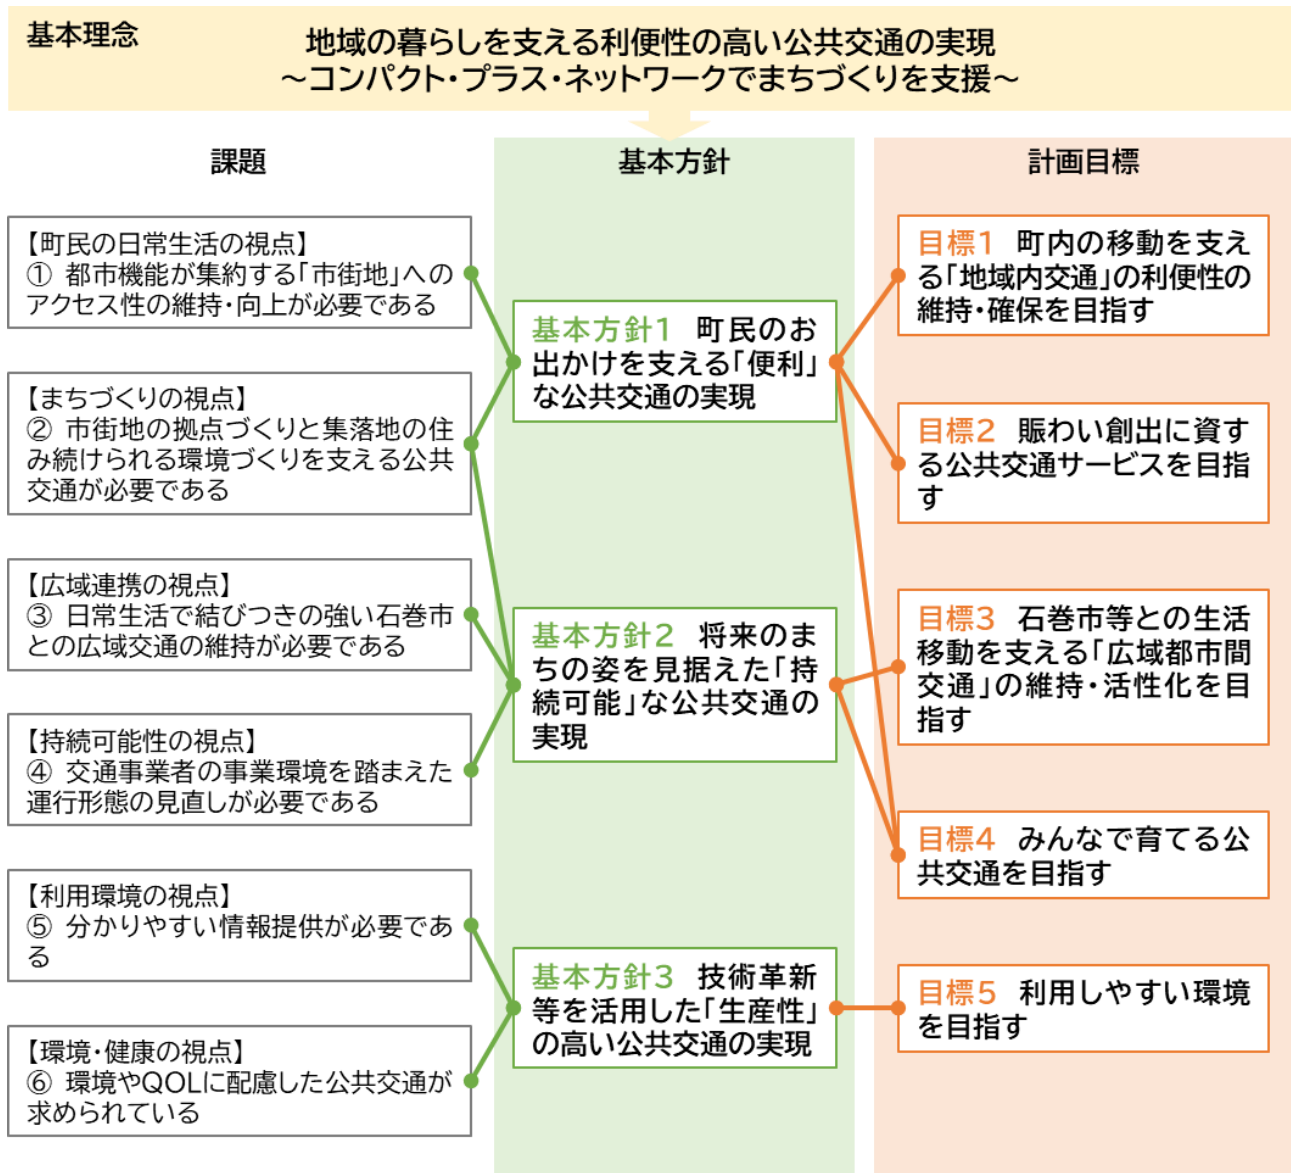 基本理念
地域の暮らしを支える利便性の高い公共交通の実現
～コンパクト・プラス・ネットワークでまちづくりを支援～
課題
【町民の日常生活の視点】
① 都市機能が集約する「市街地」への
アクセス性の維持・向上が必要である
【まちづくりの視点】
② 市街地の拠点づくりと集落地の住
み続けられる環境づくりを支える公共
交通が必要である
【広域連携の視点】
③ 日常生活で結びつきの強い石巻市
との広域交通の維持が必要である
【持続可能性の視点】
④ 交通事業者の事業環境を踏まえた
運行形態の見直しが必要である
【利用環境の視点】
⑤ 分かりやすい情報提供が必要であ
る
【環境・健康の視点】
⑥ 環境やQOLに配慮した公共交通が
求められている
基本方針
基本方針1 町民のお
出かけを支える「便利」
な公共交通の実現
基本方針2 将来のま
ちの姿を見据えた「持
続可能」な公共交通の
実現
基本方針3 技術革新
等を活用した「生産性」
の高い公共交通の実現
計画目標
目標1 町内の移動を支え
る「地域内交通」の利便性の
維持・確保を目指す
目標2 賑わい創出に資す
る公共交通サービスを目指
す
目標3 石巻市等との生活
移動を支える「広域都市間
交通」の維持・活性化を目
指す
目標4 みんなで育てる公
共交通を目指す
目標5 利用しやすい環境
を目指す